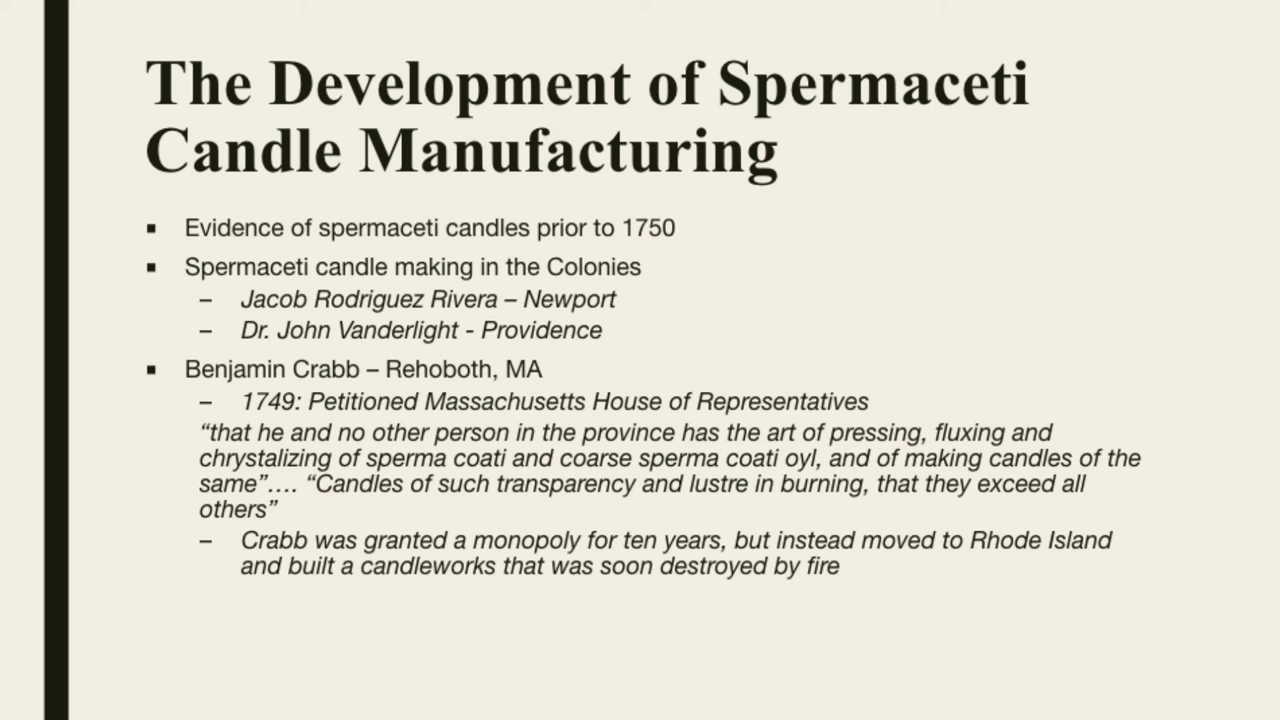 The Development of Spermaceti
Candle Manufacturing
▪ Evidence of spermaceti candles prior to 1750
▪ Spermaceti candle making in the Colonies
– Jacob Rodriguez Rivera – Newport
– Dr. John Vanderlight - Providence
▪ Benjamin Crabb – Rehoboth, MA
– 1749: Petitioned Massachusetts House of Representatives
“that he and no other person in the province has the art of pressing, fluxing and
chrystalizing of sperma coati and coarse sperma coati oyl, and of making candles of the
same”…. “Candles of such transparency and lustre in burning, that they exceed all
others”
– Crabb was granted a monopoly for ten years, but instead moved to Rhode Island
and built a candleworks that was soon destroyed by fire